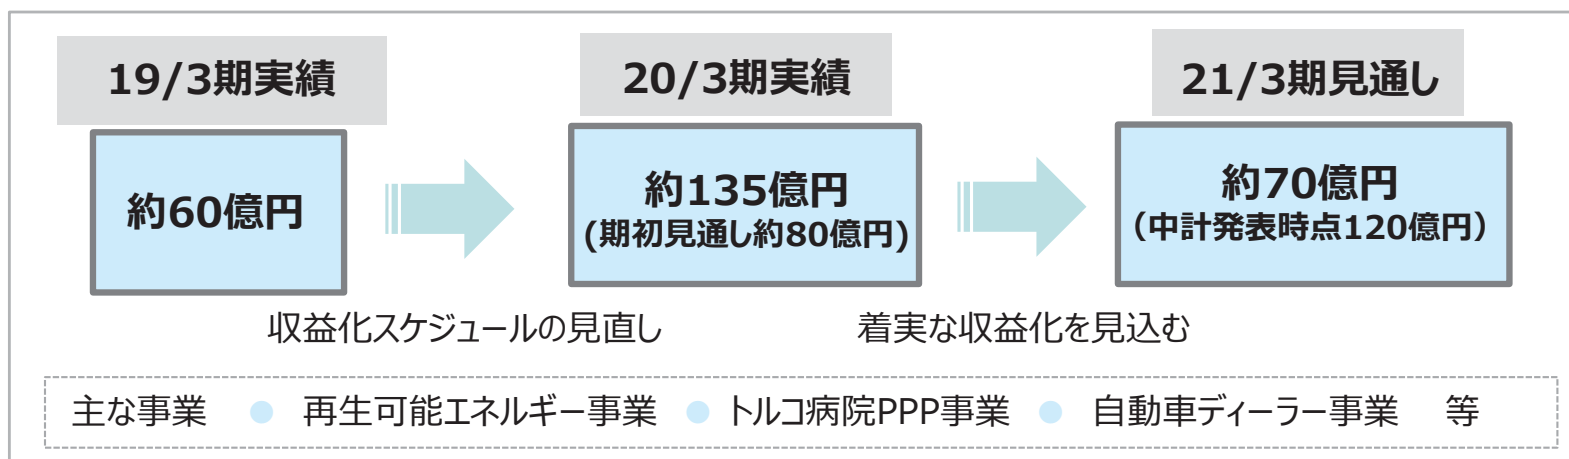 19/3期実績
20/3期実績
21/3期見通し
約60億円
約135億円
(期初見通し約80億円)
約70億円
(中計発表時点120億円)
収益化スケジュールの見直し
着実な収益化を見込む
主な事業 ● 再生可能エネルギー事業 ● トルコ病院PPP事業 ● 自動車ディーラー事業 等